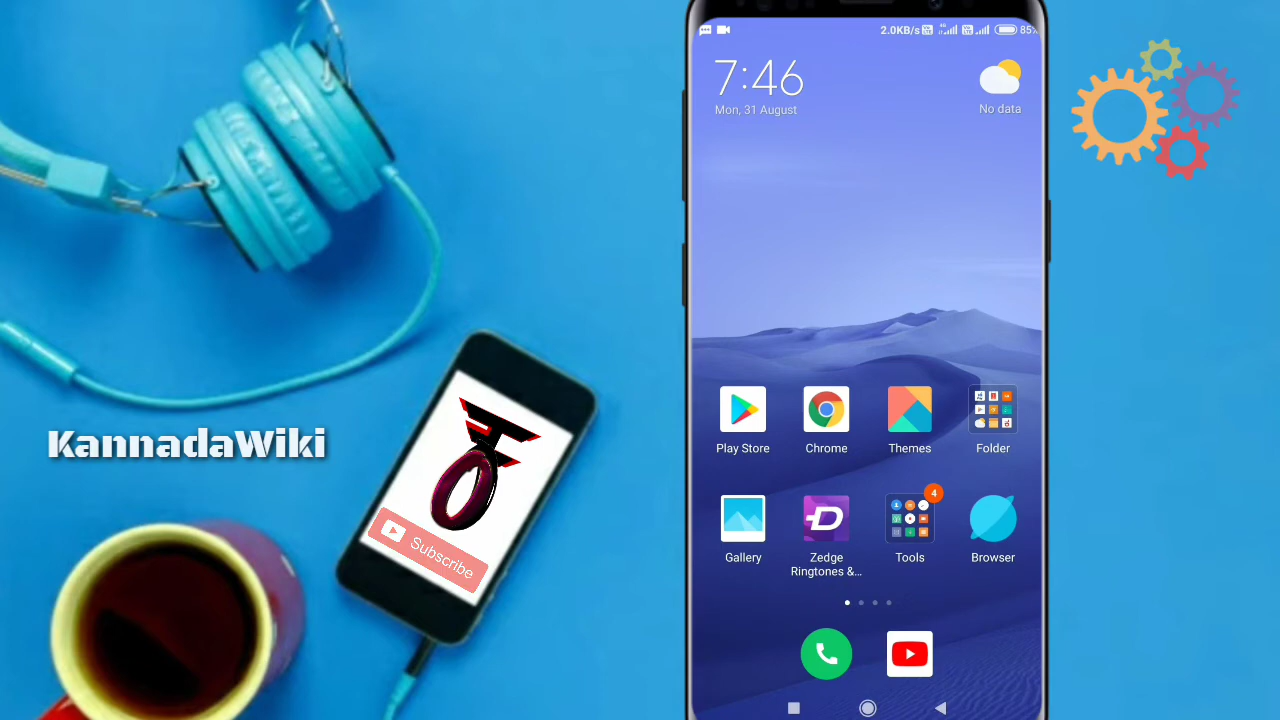 2.0KB/s
85%
7:46
Mon, 31 August
No data
KannadaWiki
Subscribe
Play Store
Chrome
Themes
Folder
4
Gallery
Zedge
Ringtones &...
Tools
Browser